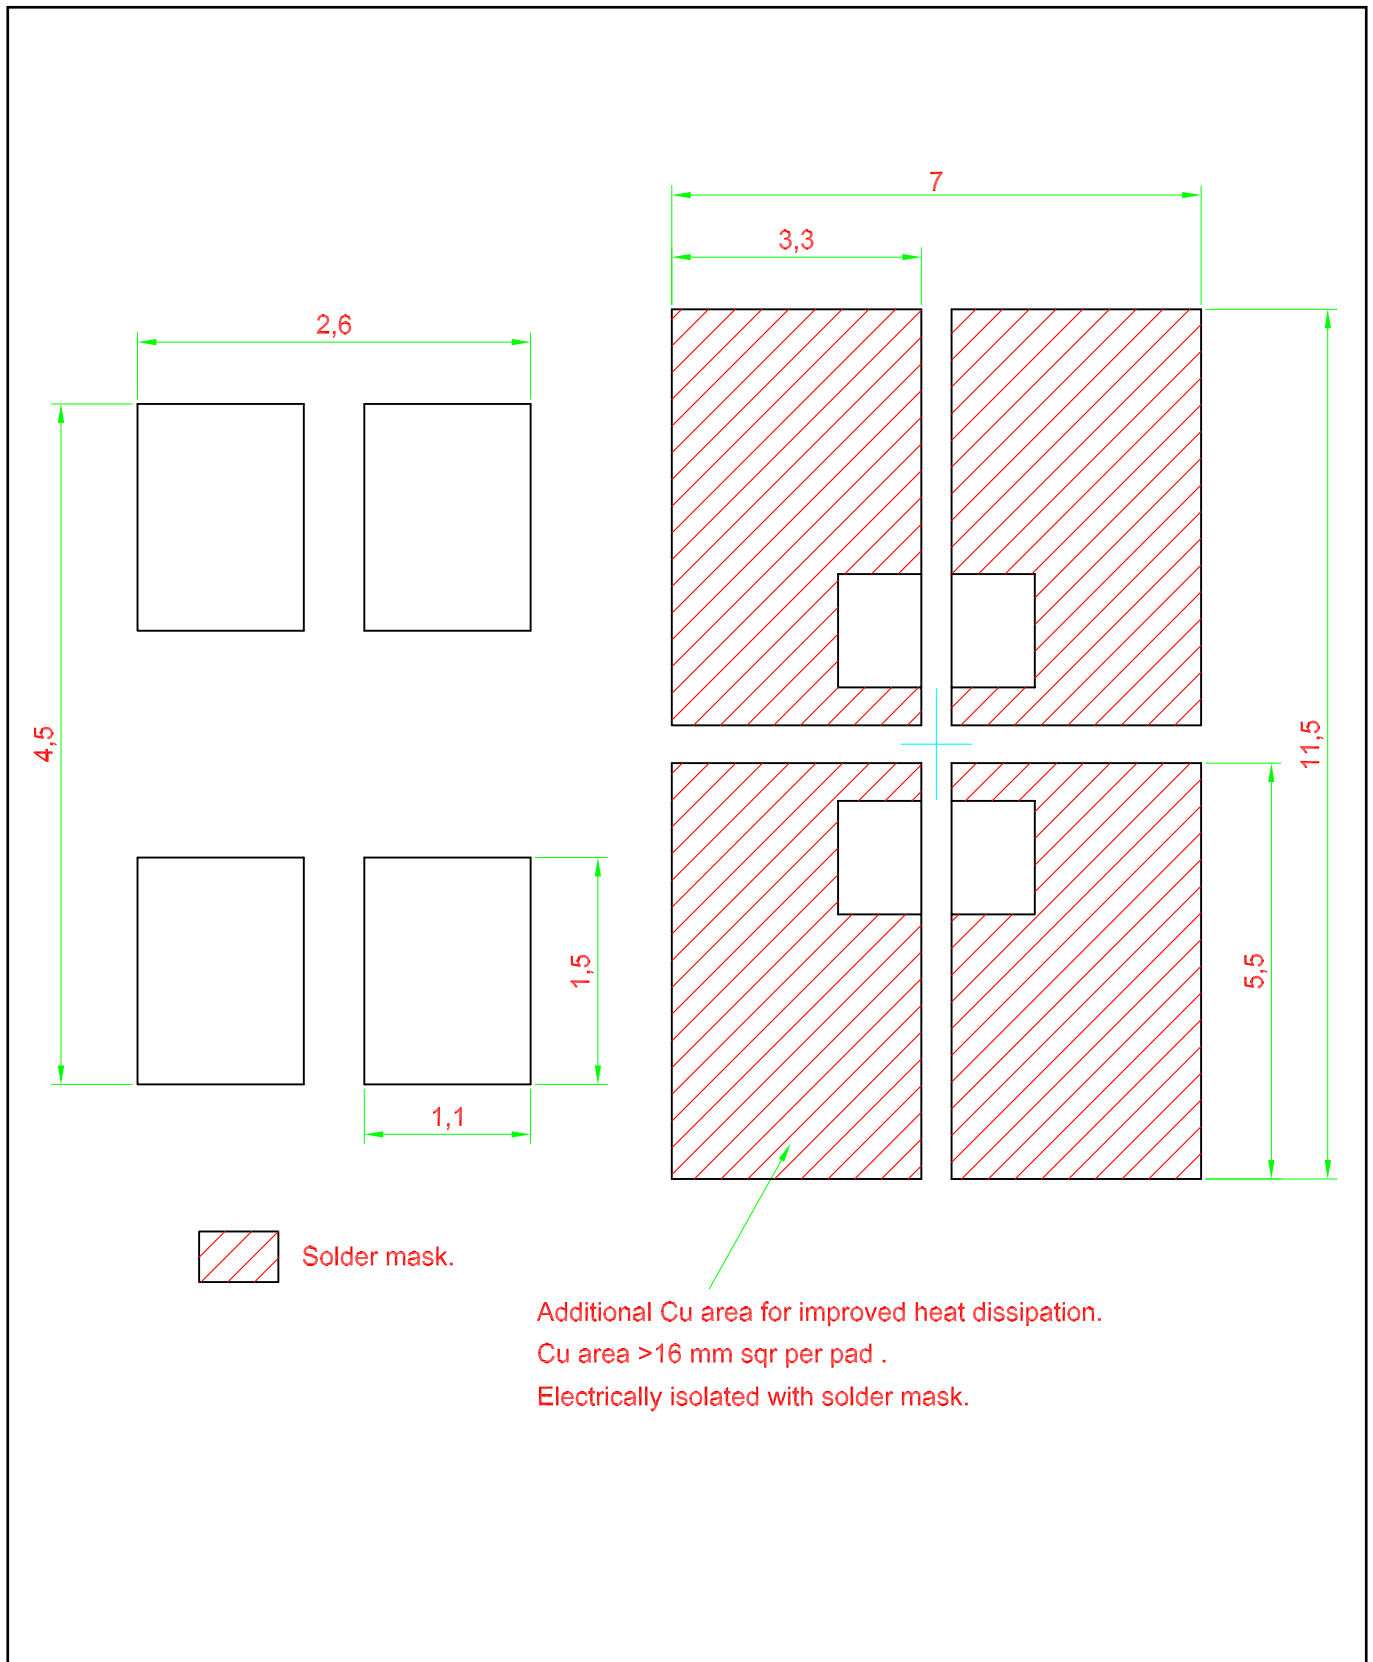 7
3,3
2,6
4,5
11,5
1,5
5,5
1,1
Solder mask.
Additional Cu area for improved heat dissipation.
Cu area >16 mm sqr per pad .
Electrically isolated with solder mask.